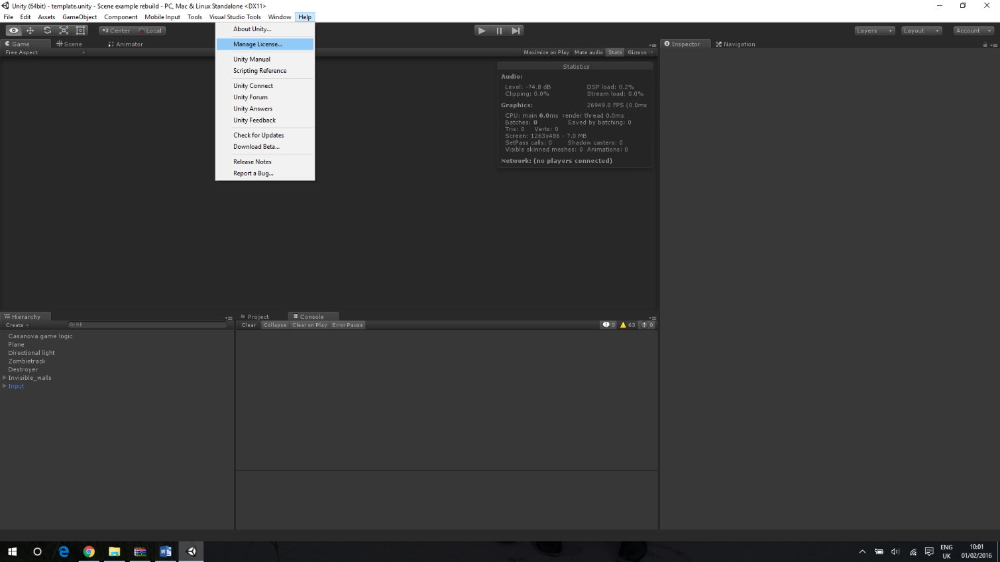 Unity (64bit) - template.unity - Scene example rebuild - PC, Mac & Linux Standalone <DX11>
File Edit Assets GameObject Component Mobile Input Tools Visual Studio Tools Window Help
Center Local
Layers Layout Account
About Unity...
Manage License...
Unity Manual
Scripting Reference
Unity Connect
Unity Forum
Unity Answers
Unity Feedback
Check for Updates
Download Beta...
Release Notes
Report a Bug...
Game Scene Animator
Free Aspect
Maximize on Play Mute audio Stats Gizmos
Statistics
Audio:
Level: -74.8 dB DSP load: 0.2%
Clipping: 0.0% Stream load: 0.0%
Graphics: 26949.0 FPS (0.0ms
CPU: main 0.0ms render thread 0.0ms
Batches: 0 Saved by batching: 0
Tris: 0 Verts: 0
Screen: 1263x486 - 7.0 MB
SetPass calls: 0 Shadow casters: 0
Visible skinned meshes: 0 Animations: 0
Network: (no players connected)
Inspector Navigation
Hierarchy
Create All
Casanova game logic
Plane
Directional light
Zombietrack
Destroyer
Invisible_walls
Input
Project Console
Clear Collapse Clear on Play Error Pause 0 63 0
ENG
UK
10:01
01/02/2016